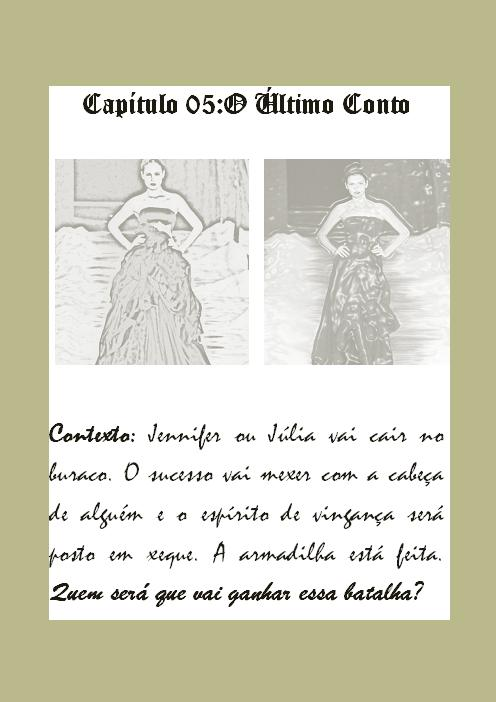 Capítulo 05:O Último Conto
Contexto: Jennifer ou Júlia vai cair no
buraco. O sucesso vai mexer com a cabeça
de alguém e o espírito de vingança será
posto em xeque. A armadilha está feita.
Quem será que vai ganhar essa batalha?